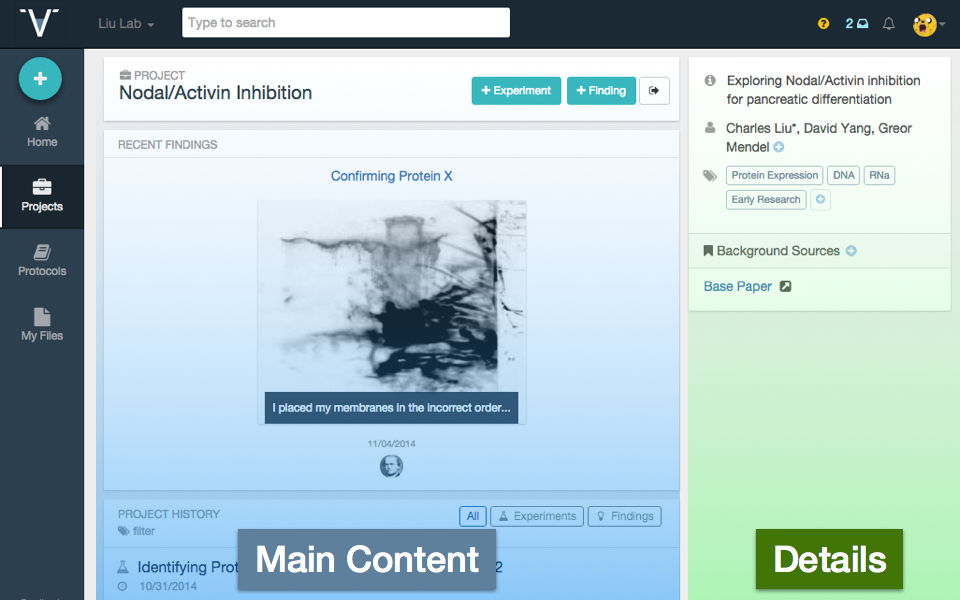 V
Liu Lab
Type to search
?
2
Home
Projects
Protocols
My Files
PROJECT
Nodal/Activin Inhibition
+ Experiment
+ Finding
RECENT FINDINGS
Confirming Protein X
I placed my membranes in the incorrect order...
11/04/2014
PROJECT HISTORY
filter
All
Experiments
Findings
Identifying Prot
2
10/31/2014
Main Content
Exploring Nodal/Activin inhibition
for pancreatic differentiation
Charles Liu*, David Yang, Greor
Mendel
Protein Expression
DNA
RNa
Early Research
Background Sources
Base Paper
Details